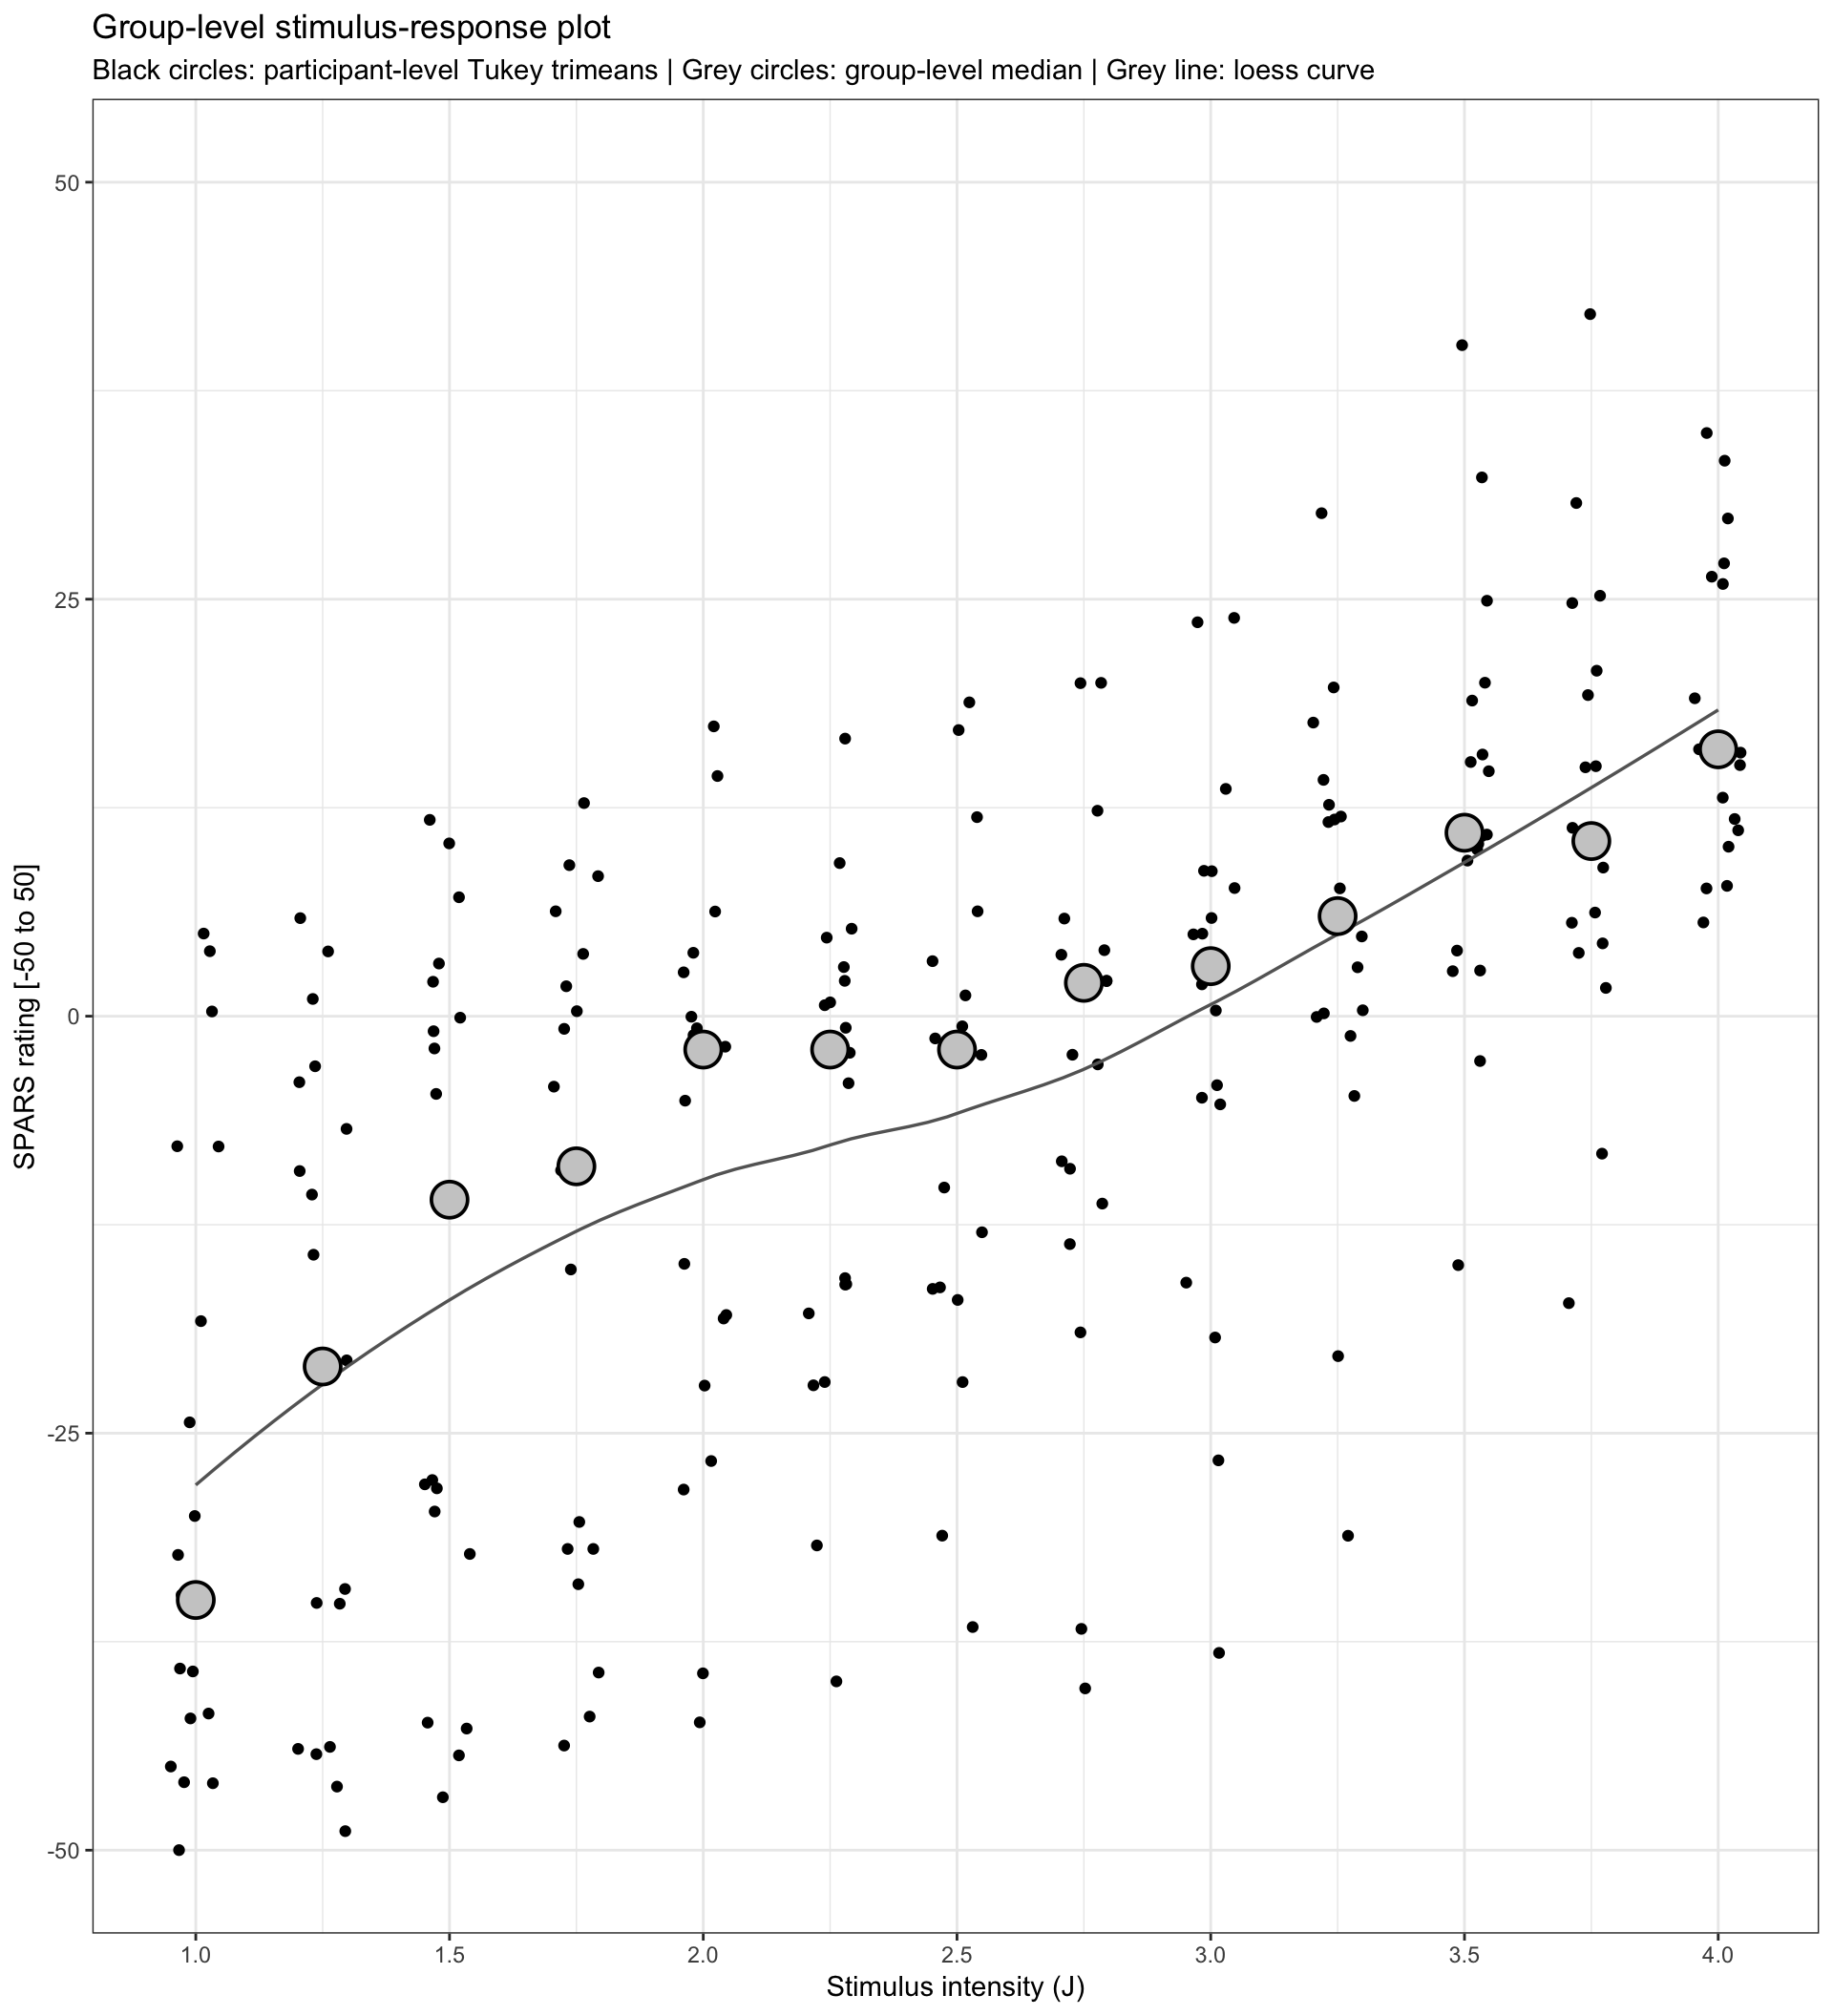 Group-level stimulus-response plot
Black circles: participant-level Tukey trimeans | Grey circles: group-level median | Grey line: loess curve
SPARS rating [-50 to 50]
50
25
0
-25
-50
1.0 1.5 2.0 2.5 3.0 3.5 4.0
Stimulus intensity (J)